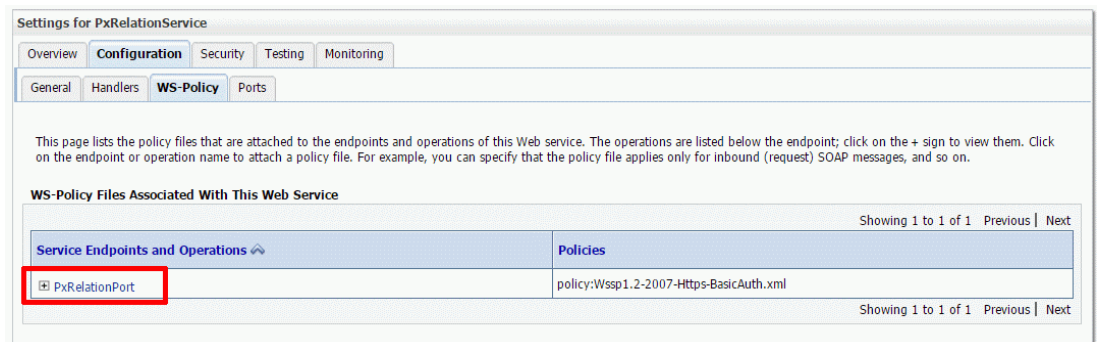 Settings for PxRelationService
Overview Configuration Security Testing Monitoring
General Handlers WS-Policy Ports
This page lists the policy files that are attached to the endpoints and operations of this Web service. The operations are listed below the endpoint; click on the + sign to view them. Click
on the endpoint or operation name to attach a policy file. For example, you can specify that the policy file applies only for inbound (request) SOAP messages, and so on.
WS-Policy Files Associated With This Web Service
Showing 1 to 1 of 1 Previous | Next
Service Endpoints and Operations Policies
PxRelationPort policy:Wssp1.2-2007-Https-BasicAuth.xml
Showing 1 to 1 of 1 Previous | Next